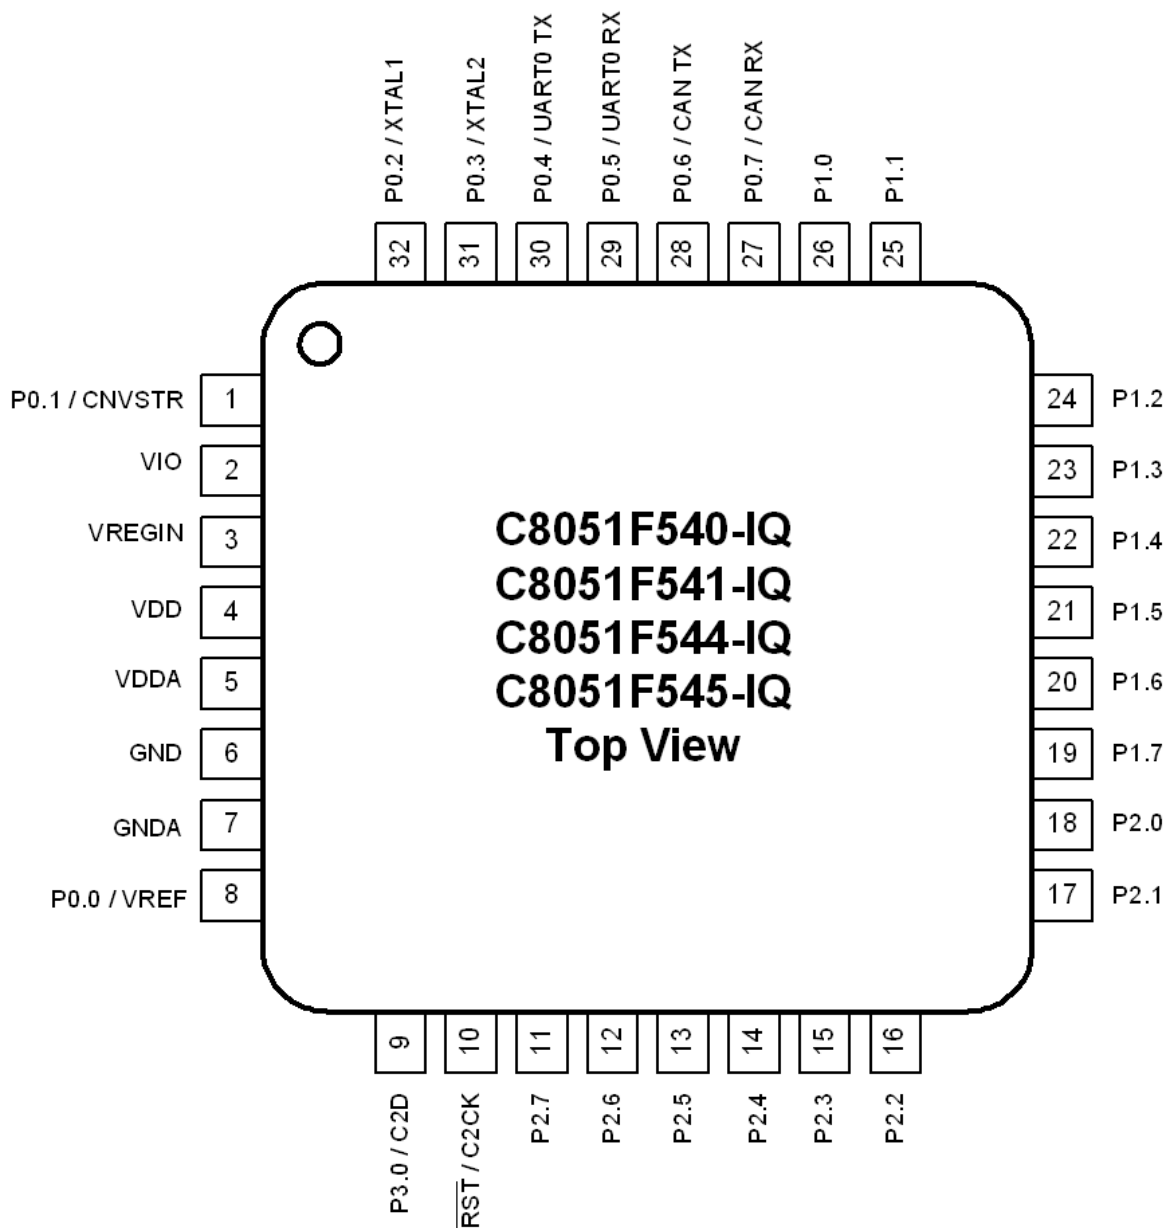 P0.2 / XTAL1
P0.3 / XTAL2
P0.4 / UART0 TX
P0.5 / UART0 RX
P0.6 / CAN TX
P0.7 / CAN RX
P1.0
P1.1
32
31
30
29
28
27
26
25
P0.1 / CNVSTR 1
VIO 2
VREGIN 3
VDD 4
VDDA 5
GND 6
GNDA 7
P0.0 / VREF 8
C8051F540-IQ
C8051F541-IQ
C8051F544-IQ
C8051F545-IQ
Top View
24 P1.2
23 P1.3
22 P1.4
21 P1.5
20 P1.6
19 P1.7
18 P2.0
17 P2.1
9
10
11
12
13
14
15
16
P3.0 / C2D
RST / C2CK
P2.7
P2.6
P2.5
P2.4
P2.3
P2.2